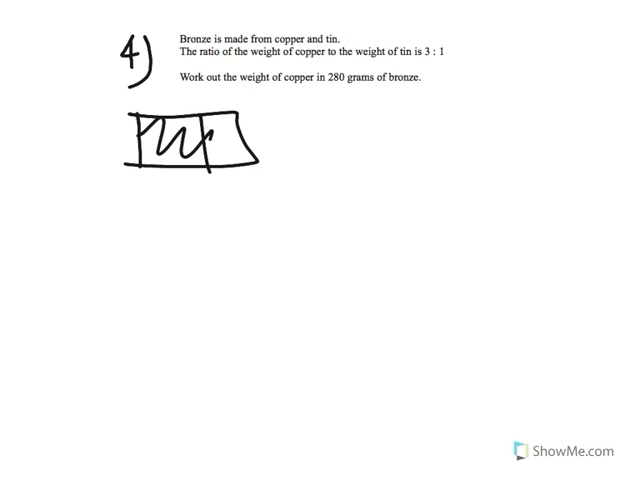 4)
Bronze is made from copper and tin.
The ratio of the weight of copper to the weight of tin is 3 : 1
Work out the weight of copper in 280 grams of bronze.
ShowMe.com